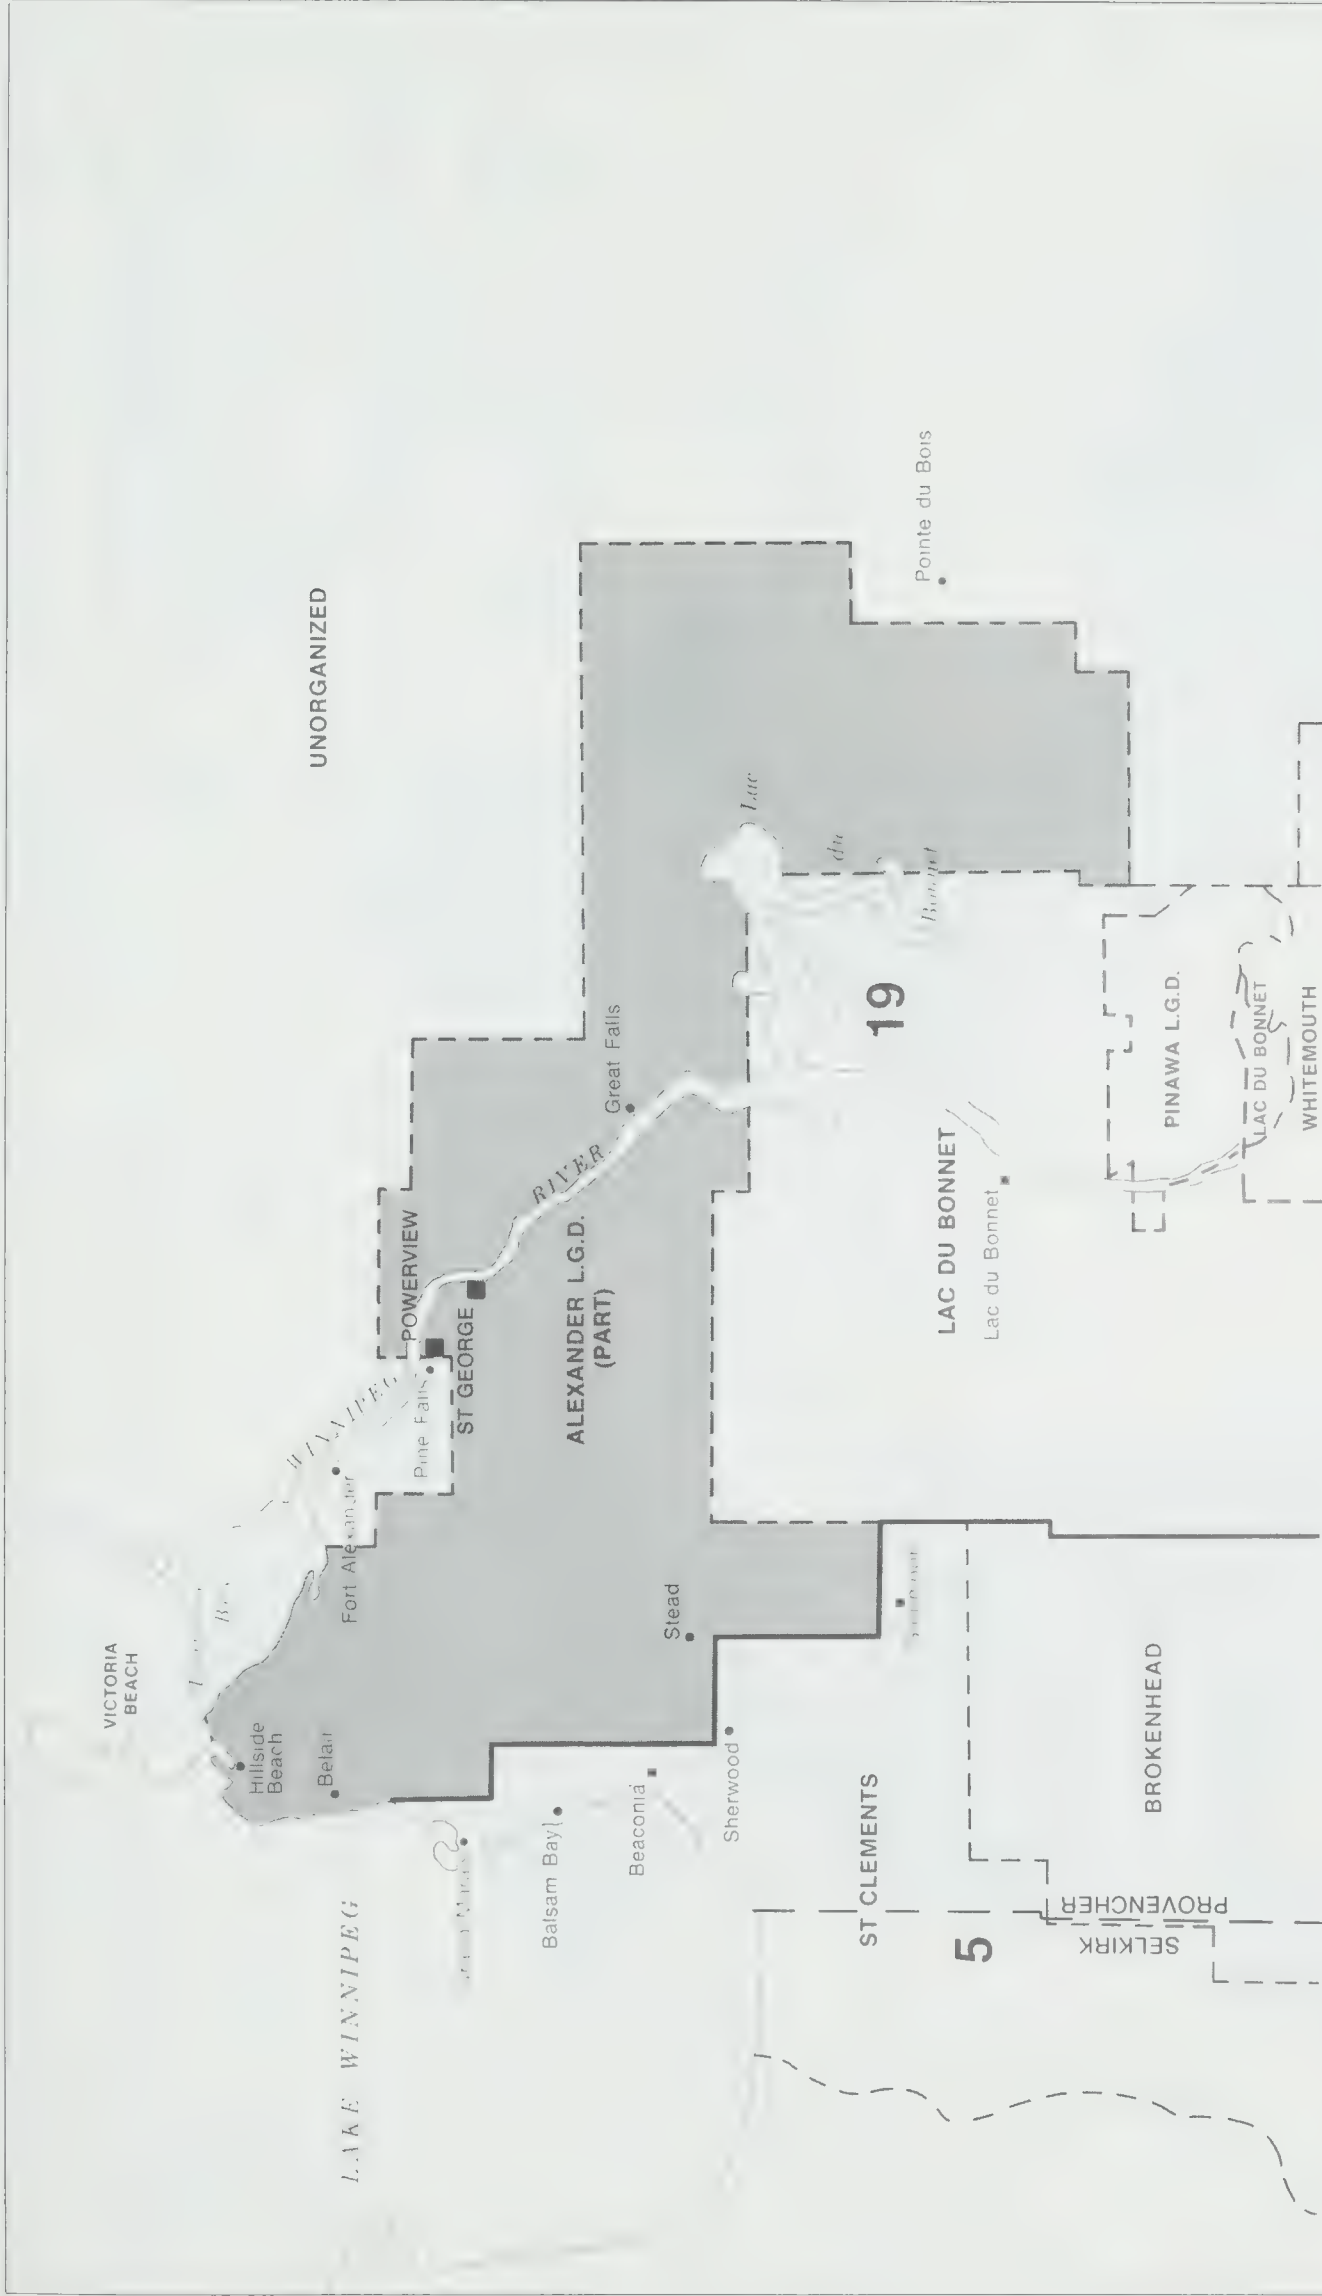 UNORGANIZED
VICTORIA
BEACH
Hillside
Beach
Belair
Fort Alexander
WINNIPEG
Pine Falls
POWERVIEW
ST GEORGE
RIVER
Great Falls
ALEXANDER L.G.D.
(PART)
Stead
LAKE WINNIPEG
Balsam Bay
Beaconia
Sherwood
Lac
du
Bonnet
Pointe du Bois
19
LAC DU BONNET
Lac du Bonnet
ST CLEMENTS
5
SELKIRK
PROVENCHER
BROKENHEAD
PINAWA L.G.D.
LAC DU BONNET
WHITEMOUTH